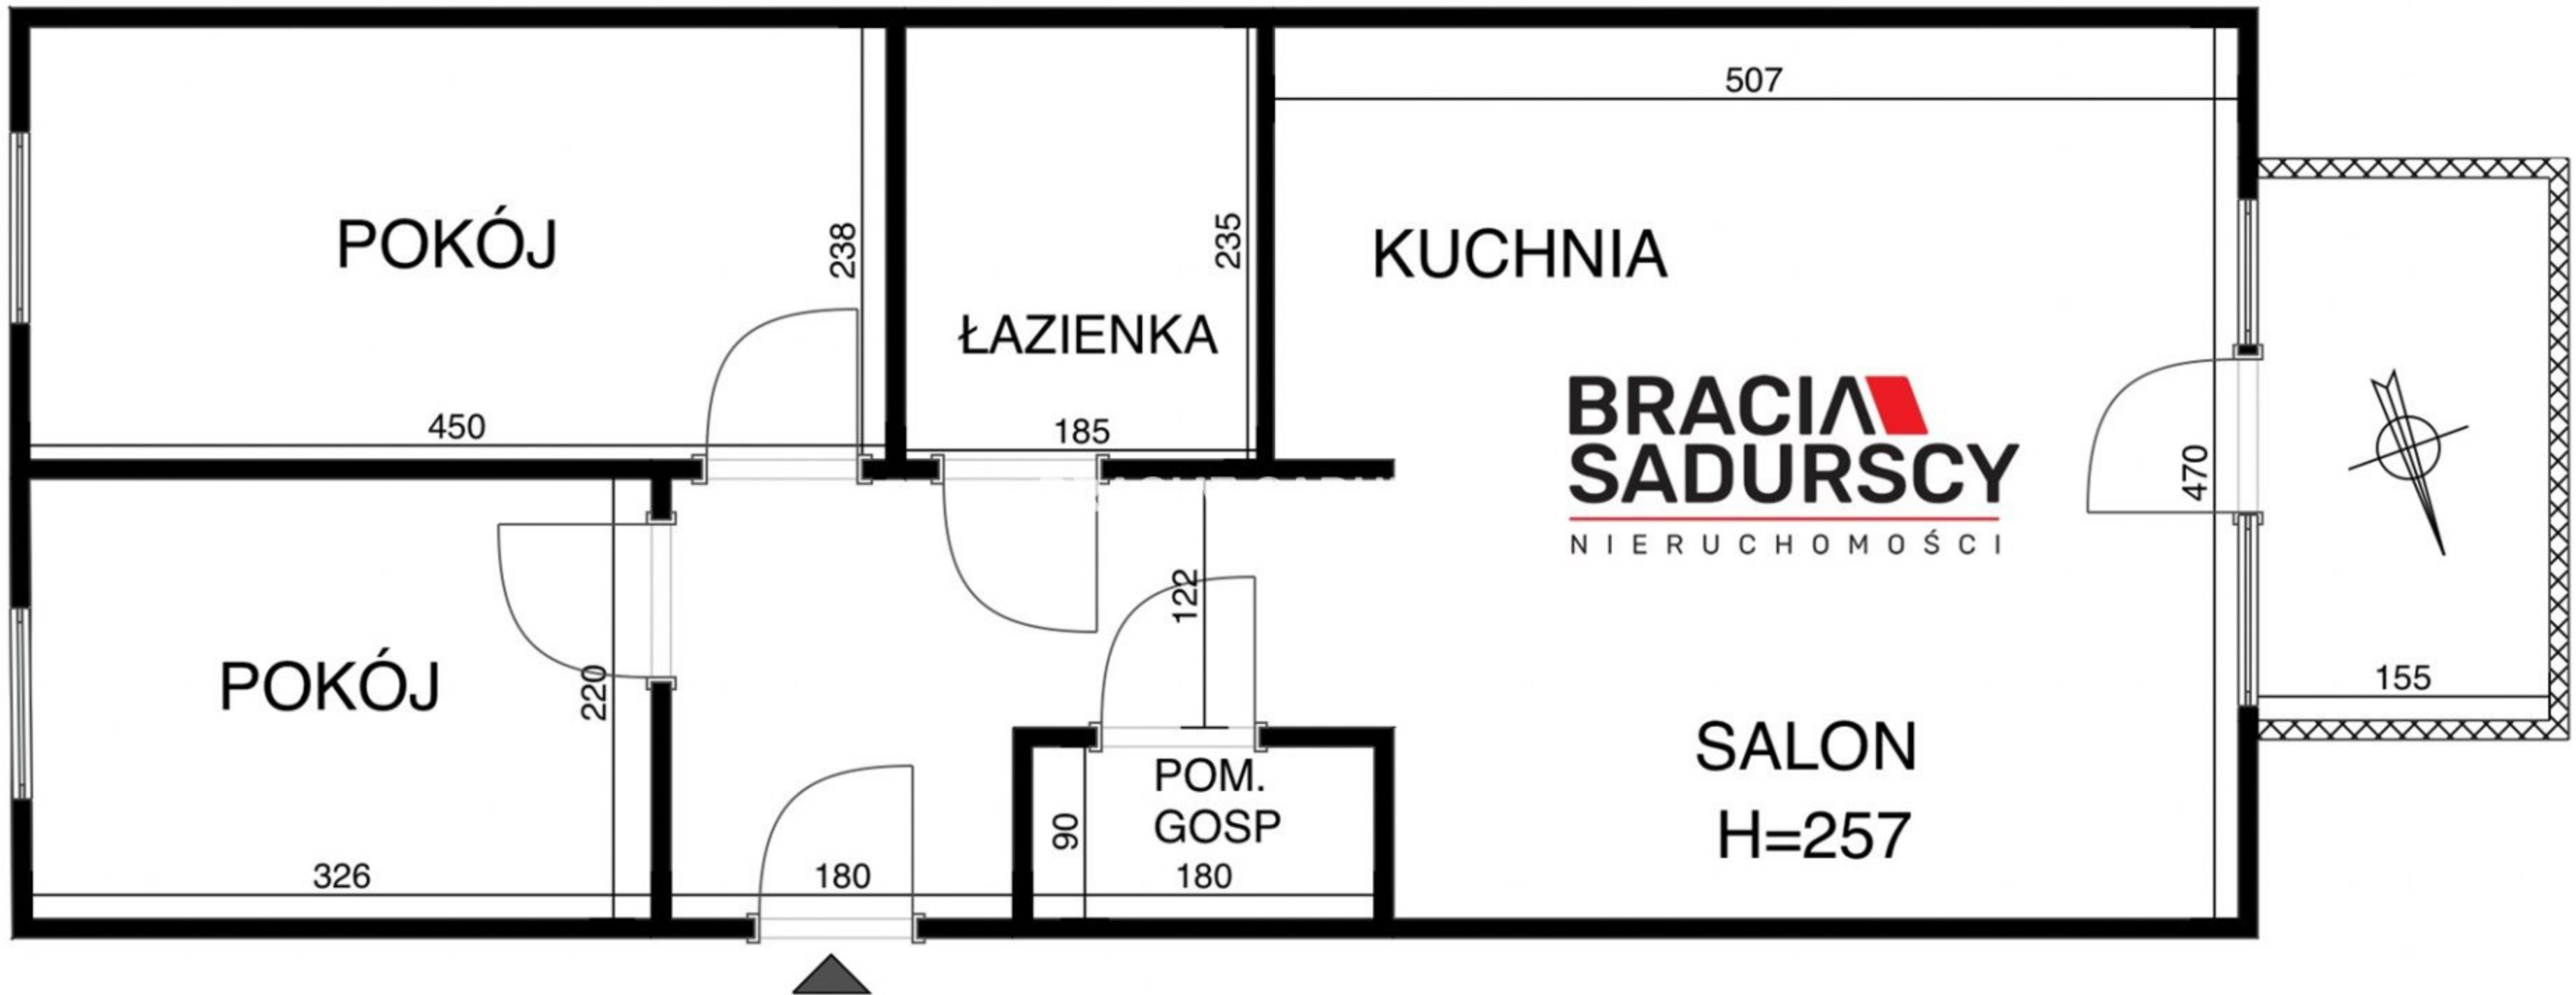 507
POKÓJ
238
235
KUCHNIA
ŁAZIENKA
450
185
BRACIA
SADURSCY
NIERUCHOMOŚCI
470
122
POKÓJ
220
155
SALON
H=257
POM.
GOSP
90
326
180
180